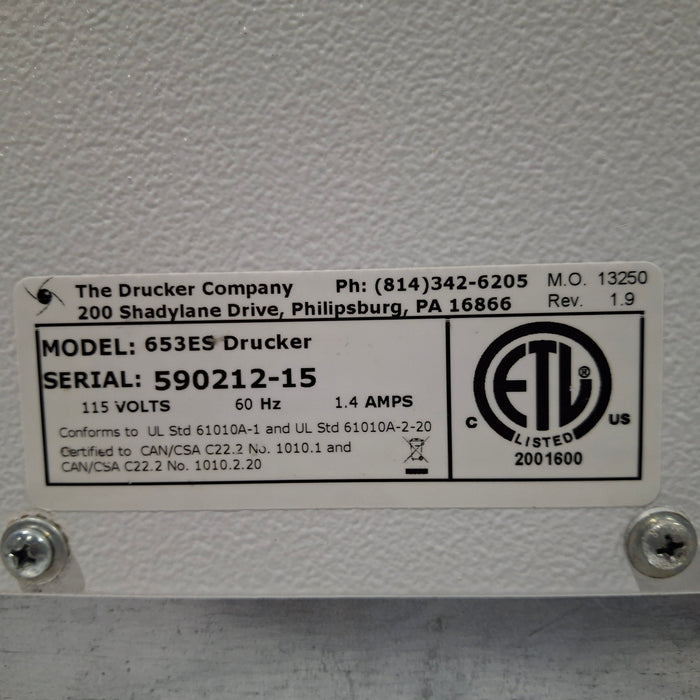 The Drucker Company Ph: (814)342-6205 M.O. 13250
200 Shadylane Drive, Philipsburg, PA 16866 Rev. 1.9
MODEL: 653ES Drucker
SERIAL: 590212-15
115 VOLTS 60 Hz 1.4 AMPS
Conforms to UL Std 61010A-1 and UL Std 61010A-2-20
Certified to CAN/CSA C22.2 No. 1010.1 and
CAN/CSA C22.2 No. 1010.2.20
ETL ®
C US
LISTED
2001600